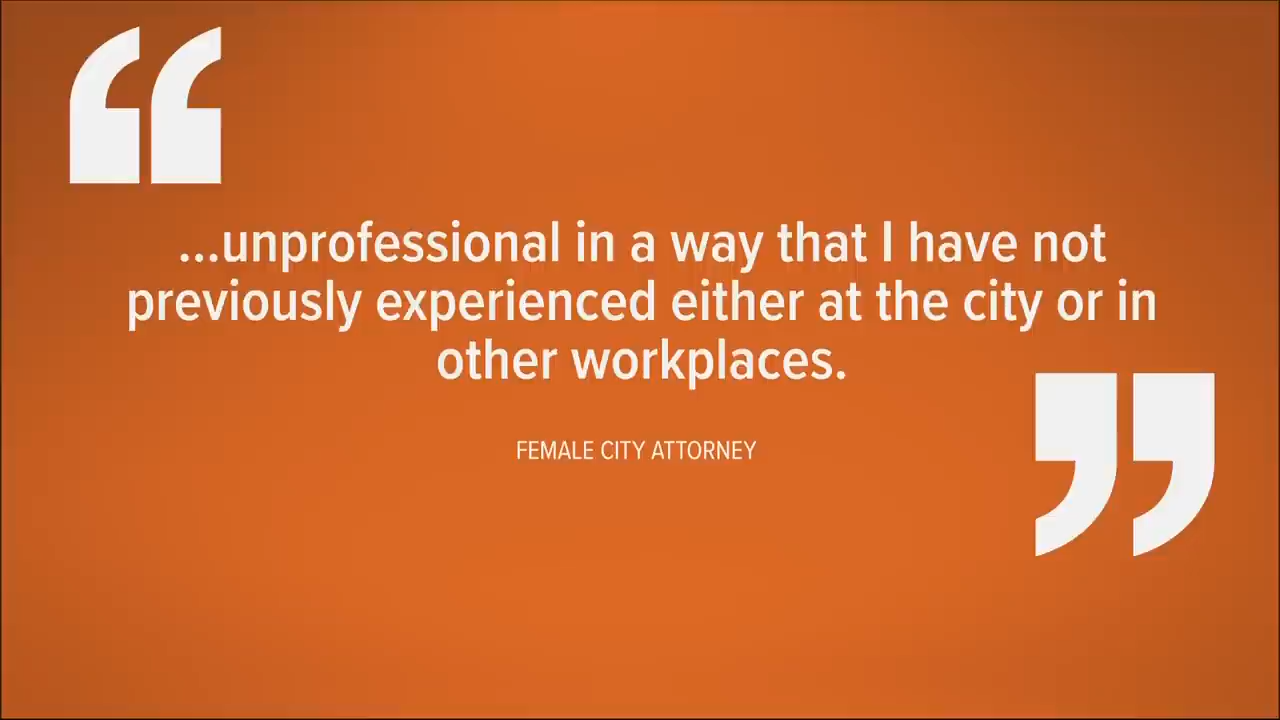 “
...unprofessional in a way that I have not
previously experienced either at the city or in
other workplaces.
”
FEMALE CITY ATTORNEY